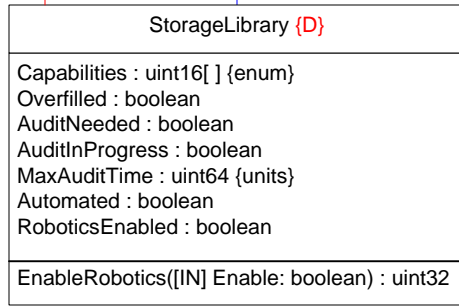 StorageLibrary {D}
Capabilities : uint16[ ] {enum}
Overfilled : boolean
AuditNeeded : boolean
AuditInProgress : boolean
MaxAuditTime : uint64 {units}
Automated : boolean
RoboticsEnabled : boolean
EnableRobotics([IN] Enable: boolean) : uint32